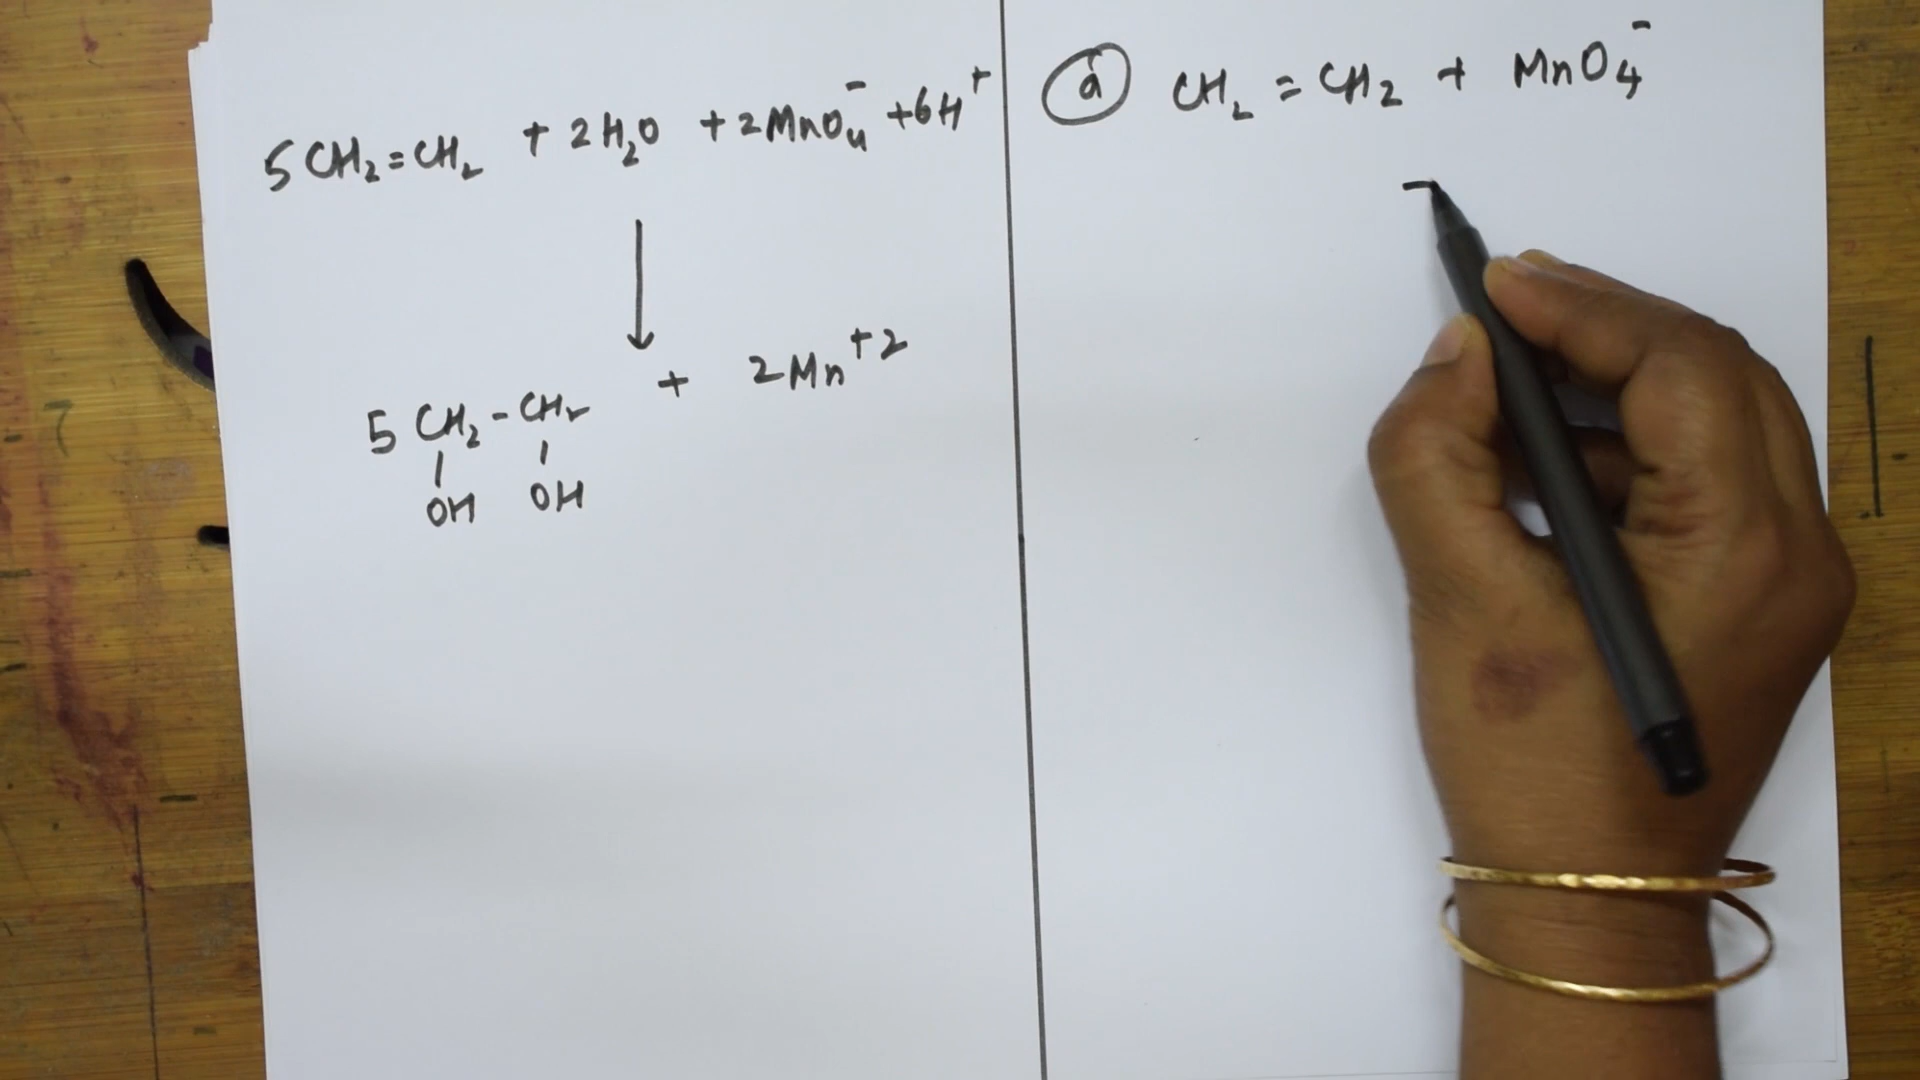 5CH₂=CH₂ + 2H₂O + 2MnO₄⁻ + 6H⁺
↓
5 CH₂-CH₂ + 2Mn⁺²
OH OH
ⓐ CH₂ = CH₂ + MnO₄⁻